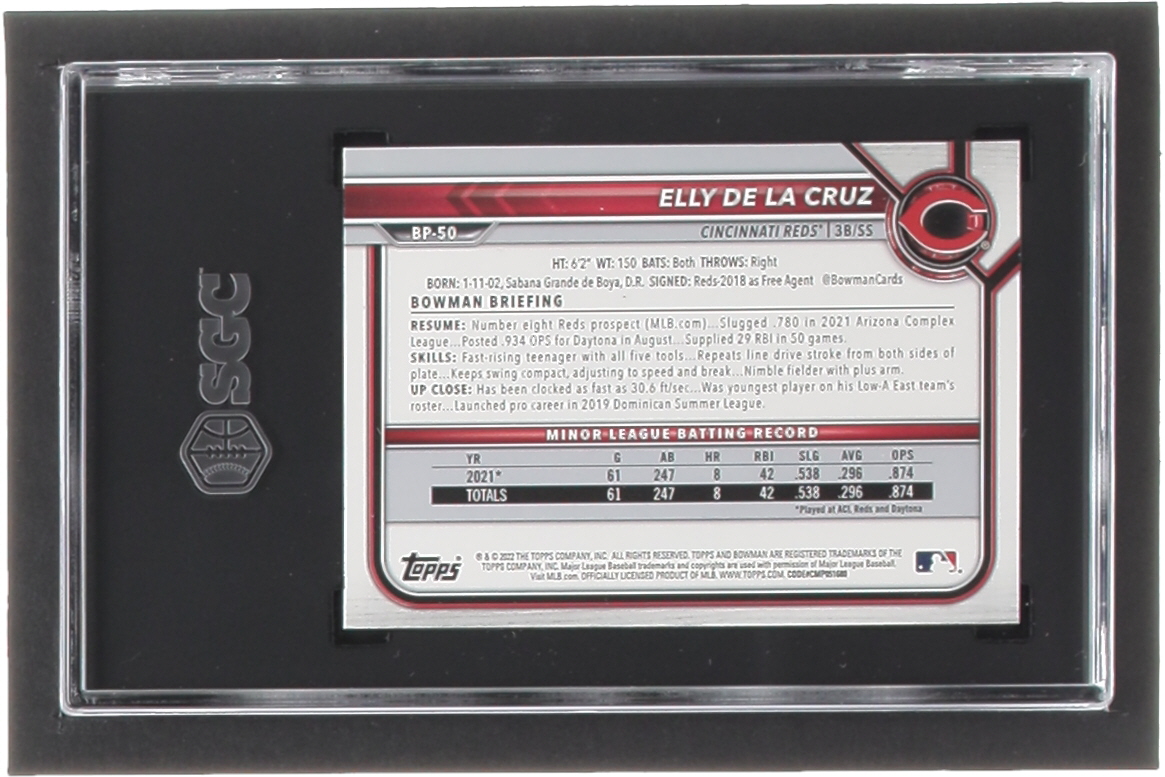 SGC
ELLY DE LA CRUZ
BP-50
CINCINNATI REDS® | 3B/SS
HT: 6'2" WT: 150 BATS: Both THROWS: Right
BORN: 1-11-02, Sabana Grande de Boya, D.R. SIGNED: Reds-2018 as Free Agent @BowmanCards
BOWMAN BRIEFING
RESUME: Number eight Reds prospect (MLB.com)...Slugged .780 in 2021 Arizona Complex
League...Posted .934 OPS for Daytona in August...Supplied 29 RBI in 50 games.
SKILLS: Fast-rising teenager with all five tools...Repeats line drive stroke from both sides of
plate...Keeps swing compact, adjusting to speed and break...Nimble fielder with plus arm.
UP CLOSE: Has been clocked as fast as 30.6 ft/sec...Was youngest player on his Low-A East team's
roster...Launched pro career in 2019 Dominican Summer League.
MINOR LEAGUE BATTING RECORD
YR G AB HR RBI SLG AVG OPS
2021* 61 247 8 42 .538 .296 .874
TOTALS 61 247 8 42 .538 .296 .874
*Played at ACL Reds and Daytona
Topps
® & © 2022 THE TOPPS COMPANY, INC. ALL RIGHTS RESERVED. TOPPS AND BOWMAN ARE REGISTERED TRADEMARKS OF THE
TOPPS COMPANY, INC. Major League Baseball trademarks and copyrights are used with permission of Major League Baseball.
Visit MLB.com. OFFICIALLY LICENSED PRODUCT OF MLB. WWW.TOPPS.COM. CODE#CMP051680